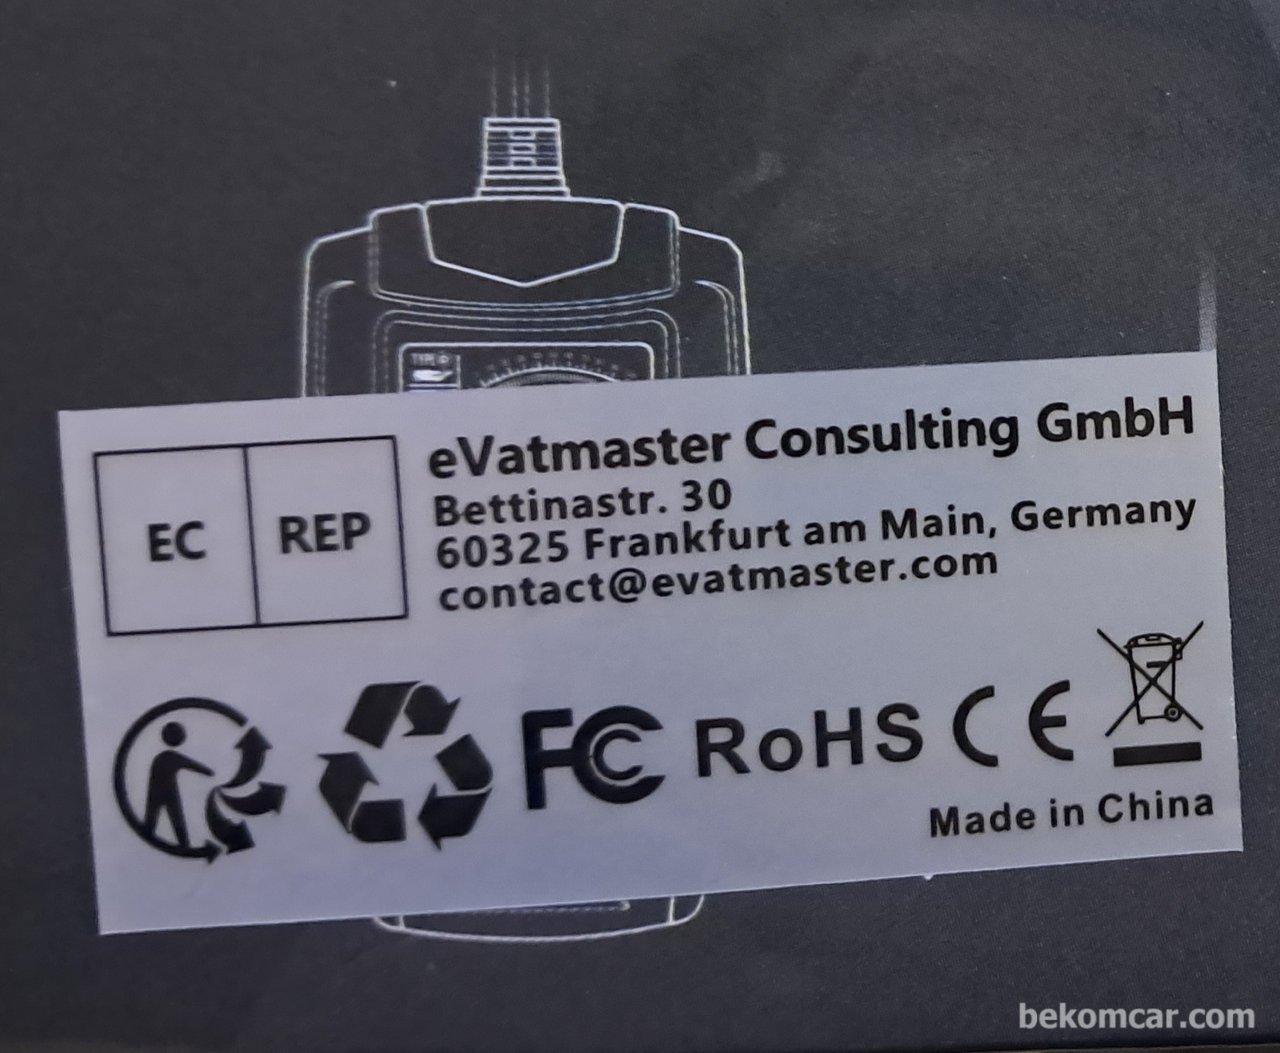 EC REP
eVatmaster Consulting GmbH
Bettinastr. 30
60325 Frankfurt am Main, Germany
contact@evatmaster.com
FC RoHS CE
Made in China
bekomcar.com